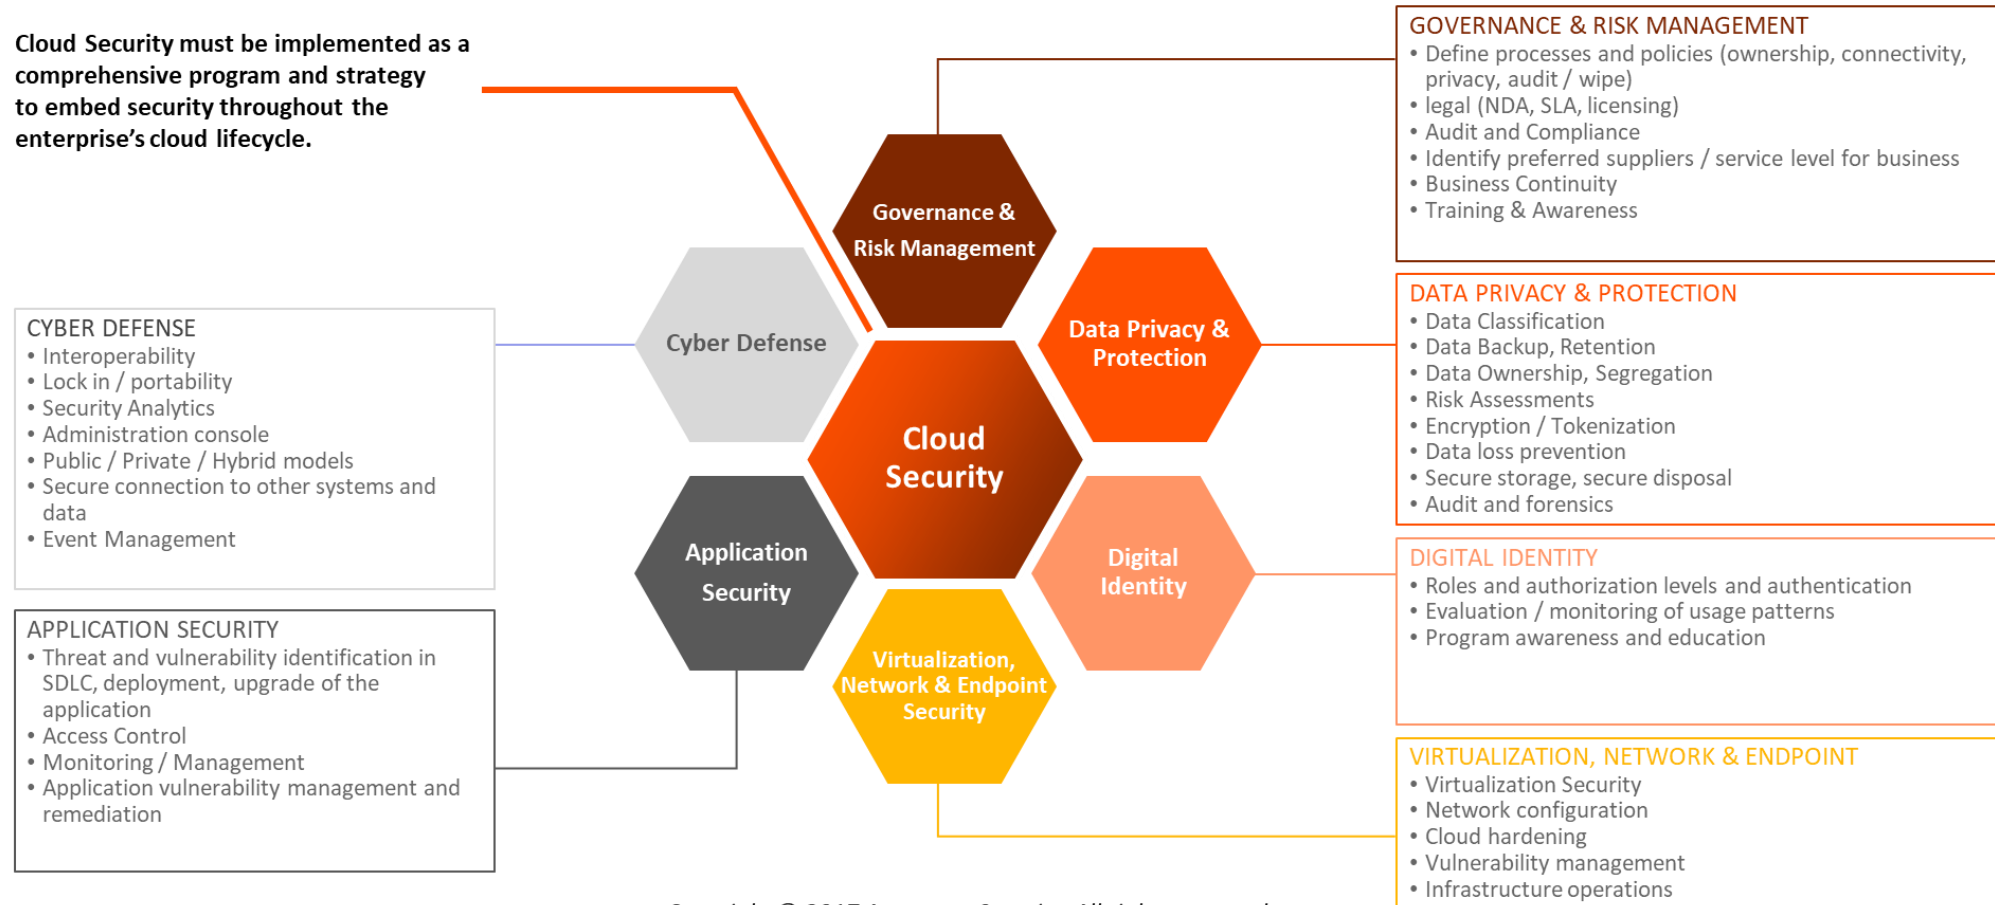 Cloud Security must be implemented as a
comprehensive program and strategy
to embed security throughout the
enterprise's cloud lifecycle.
GOVERNANCE & RISK MANAGEMENT
• Define processes and policies (ownership, connectivity,
privacy, audit / wipe)
• legal (NDA, SLA, licensing)
• Audit and Compliance
• Identify preferred suppliers / service level for business
• Business Continuity
• Training & Awareness
Governance &
Risk Management
Cyber Defense
Data Privacy &
Protection
Cloud
Security
Application
Security
Digital
Identity
Virtualization,
Network & Endpoint
Security
CYBER DEFENSE
• Interoperability
• Lock in / portability
• Security Analytics
• Administration console
• Public / Private / Hybrid models
• Secure connection to other systems and
data
• Event Management
DATA PRIVACY & PROTECTION
• Data Classification
• Data Backup, Retention
• Data Ownership, Segregation
• Risk Assessments
• Encryption / Tokenization
• Data loss prevention
• Secure storage, secure disposal
• Audit and forensics
DIGITAL IDENTITY
• Roles and authorization levels and authentication
• Evaluation / monitoring of usage patterns
• Program awareness and education
APPLICATION SECURITY
• Threat and vulnerability identification in
SDLC, deployment, upgrade of the
application
• Access Control
• Monitoring / Management
• Application vulnerability management and
remediation
VIRTUALIZATION, NETWORK & ENDPOINT
• Virtualization Security
• Network configuration
• Cloud hardening
• Vulnerability management
• Infrastructure operations